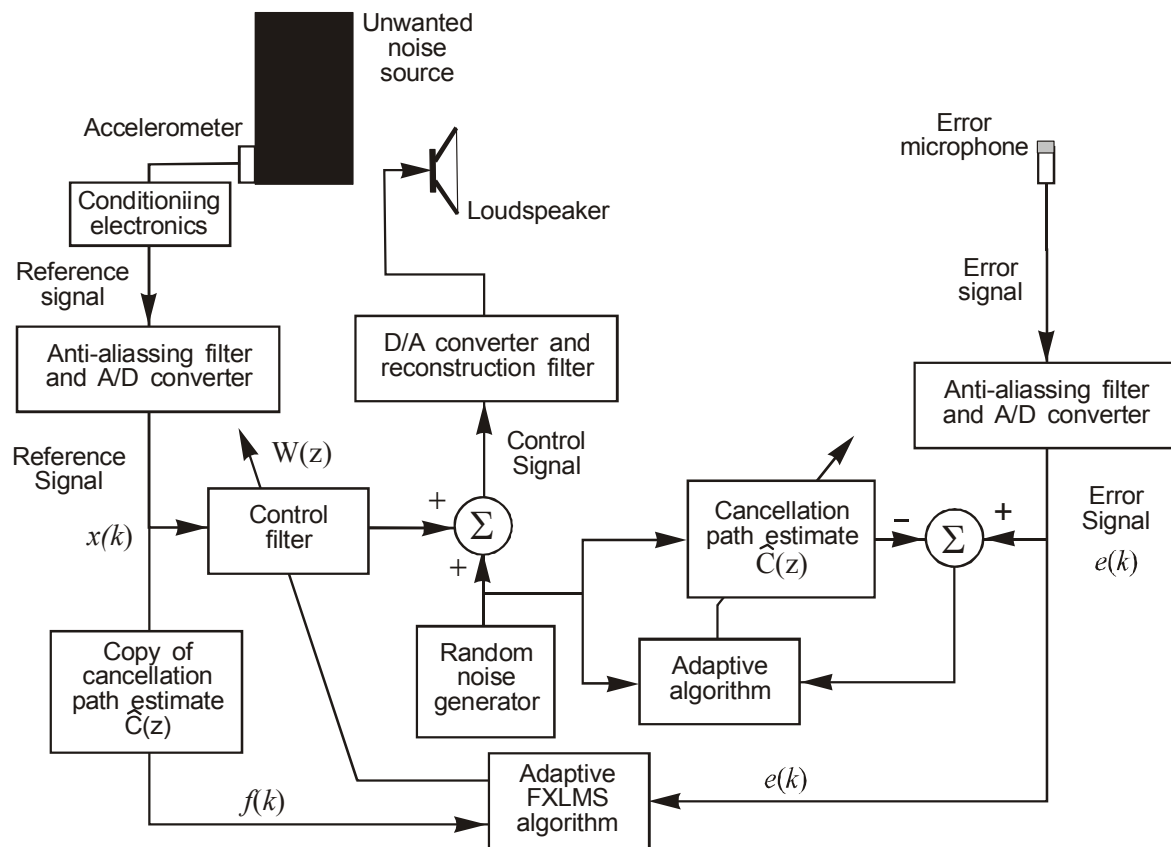 Unwanted
noise
source
Accelerometer
Error
microphone
Conditioniing
electronics
Loudspeaker
Reference
signal
Error
signal
Anti-aliassing filter
and A/D converter
D/A converter and
reconstruction filter
Anti-aliassing filter
and A/D converter
Reference
Signal
W(z)
Control
Signal
x(k)
Control
filter
+
Σ
+
Cancellation
path estimate
Ĉ(z)
−
Σ
+
Error
Signal
e(k)
Copy of
cancellation
path estimate
Ĉ(z)
Random
noise
generator
Adaptive
algorithm
f(k)
Adaptive
FXLMS
algorithm
e(k)